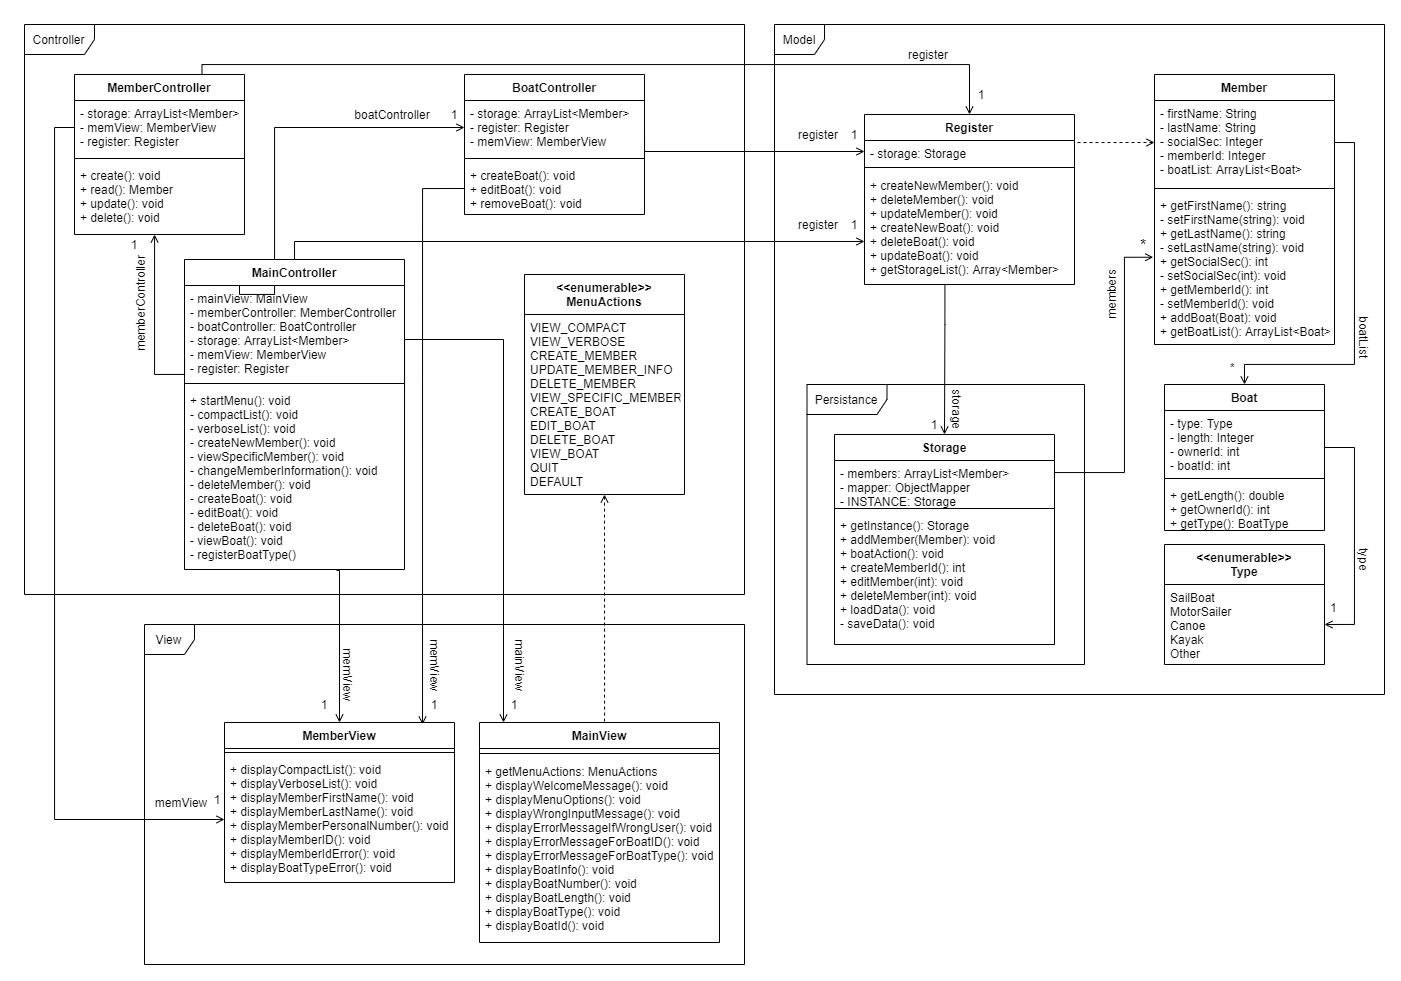 Controller
MemberController
- storage: ArrayList<Member>
- memView: MemberView
- register: Register
+ create(): void
+ read(): Member
+ update(): void
+ delete(): void
boatController
1
BoatController
- storage: ArrayList<Member>
- register: Register
- memView: MemberView
+ createBoat(): void
+ editBoat(): void
+ removeBoat(): void
1
memberController
MainController
- mainView: MainView
- memberController: MemberController
- boatController: BoatController
- storage: ArrayList<Member>
- memView: MemberView
- register: Register
+ startMenu(): void
- compactList(): void
- verboseList(): void
- createNewMember(): void
- viewSpecificMember(): void
- changeMemberInformation(): void
- deleteMember(): void
- createBoat(): void
- editBoat(): void
- deleteBoat(): void
- viewBoat(): void
- registerBoatType()
<<enumerable>>
MenuActions
VIEW_COMPACT
VIEW_VERBOSE
CREATE_MEMBER
UPDATE_MEMBER_INFO
DELETE_MEMBER
VIEW_SPECIFIC_MEMBER
CREATE_BOAT
EDIT_BOAT
DELETE_BOAT
VIEW_BOAT
QUIT
DEFAULT
Model
register
1
register 1
register 1
Register
- storage: Storage
+ createNewMember(): void
+ deleteMember(): void
+ updateMember(): void
+ createNewBoat(): void
+ deleteBoat(): void
+ updateBoat(): void
+ getStorageList(): Array<Member>
Member
- firstName: String
- lastName: String
- socialSec: Integer
- memberId: Integer
- boatList: ArrayList<Boat>
+ getFirstName(): string
- setFirstName(string): void
+ getLastName(): string
- setLastName(string): void
+ getSocialSec(): int
- setSocialSec(int): void
+ getMemberId(): int
- setMemberId(): void
+ addBoat(Boat): void
+ getBoatList(): ArrayList<Boat>
*
members
boatList
*
Boat
- type: Type
- length: Integer
- ownerId: int
- boatId: int
+ getLength(): double
+ getOwnerId(): int
+ getType(): BoatType
type
1
<<enumerable>>
Type
SailBoat
MotorSailer
Canoe
Kayak
Other
Persistance
storage
1
Storage
- members: ArrayList<Member>
- mapper: ObjectMapper
- INSTANCE: Storage
+ getInstance(): Storage
+ addMember(Member): void
+ boatAction(): void
+ createMemberId(): int
+ editMember(int): void
+ deleteMember(int): void
+ loadData(): void
- saveData(): void
View
memView
1
memView
1
mainView
1
memView 1
MemberView
+ displayCompactList(): void
+ displayVerboseList(): void
+ displayMemberFirstName(): void
+ displayMemberLastName(): void
+ displayMemberPersonalNumber(): void
+ displayMemberID(): void
+ displayMemberIdError(): void
+ displayBoatTypeError(): void
MainView
+ getMenuActions: MenuActions
+ displayWelcomeMessage(): void
+ displayMenuOptions(): void
+ displayWrongInputMessage(): void
+ displayErrorMessageIfWrongUser(): void
+ displayErrorMessageForBoatID(): void
+ displayErrorMessageForBoatType(): void
+ displayBoatInfo(): void
+ displayBoatNumber(): void
+ displayBoatLength(): void
+ displayBoatType(): void
+ displayBoatId(): void